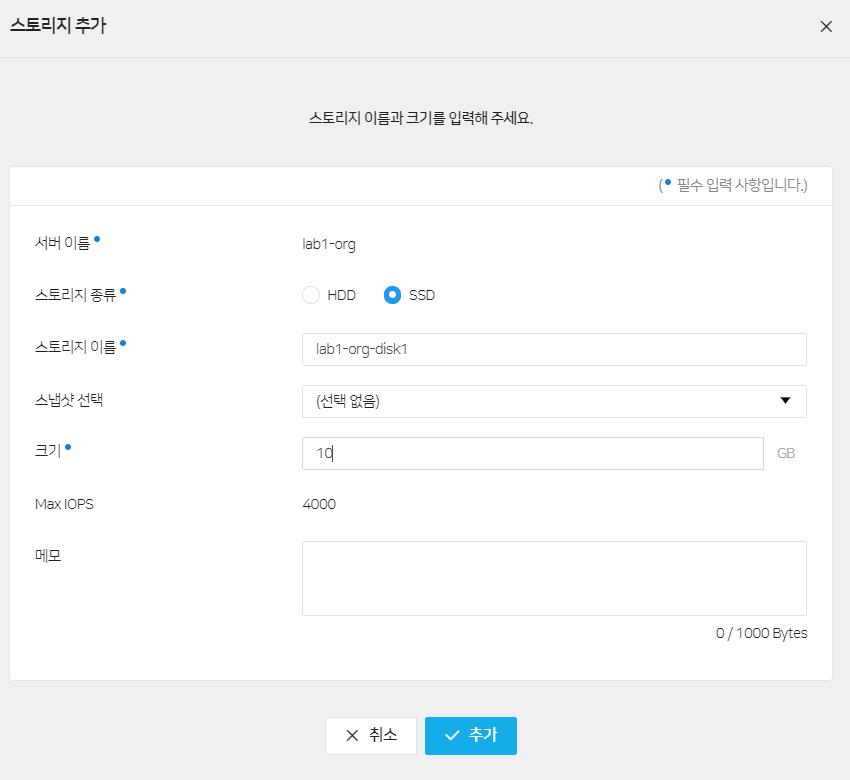 스토리지 추가
스토리지 이름과 크기를 입력해 주세요.
(• 필수 입력 사항입니다.)
서버 이름 • lab1-org
스토리지 종류 • HDD SSD
스토리지 이름 • lab1-org-disk1
스냅샷 선택 (선택 없음)
크기 • 10 GB
Max IOPS 4000
메모
0 / 1000 Bytes
취소 추가